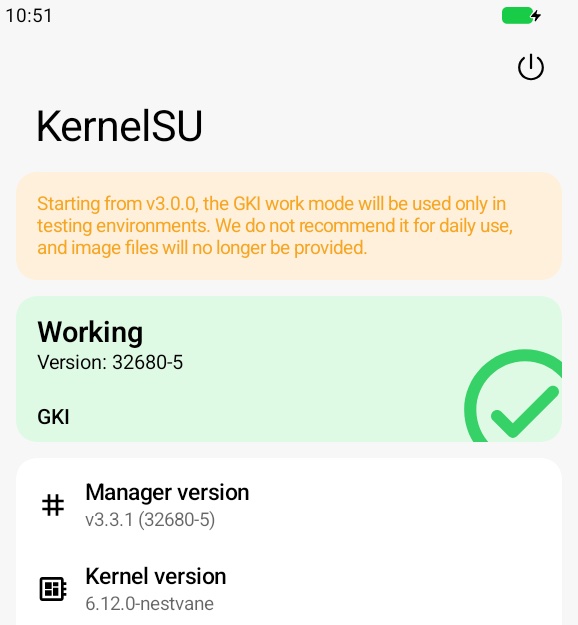 10:51
KernelSU
Starting from v3.0.0, the GKI work mode will be used only in
testing environments. We do not recommend it for daily use,
and image files will no longer be provided.
Working
Version: 32680-5
GKI
Manager version
v3.3.1 (32680-5)
Kernel version
6.12.0-nestvane